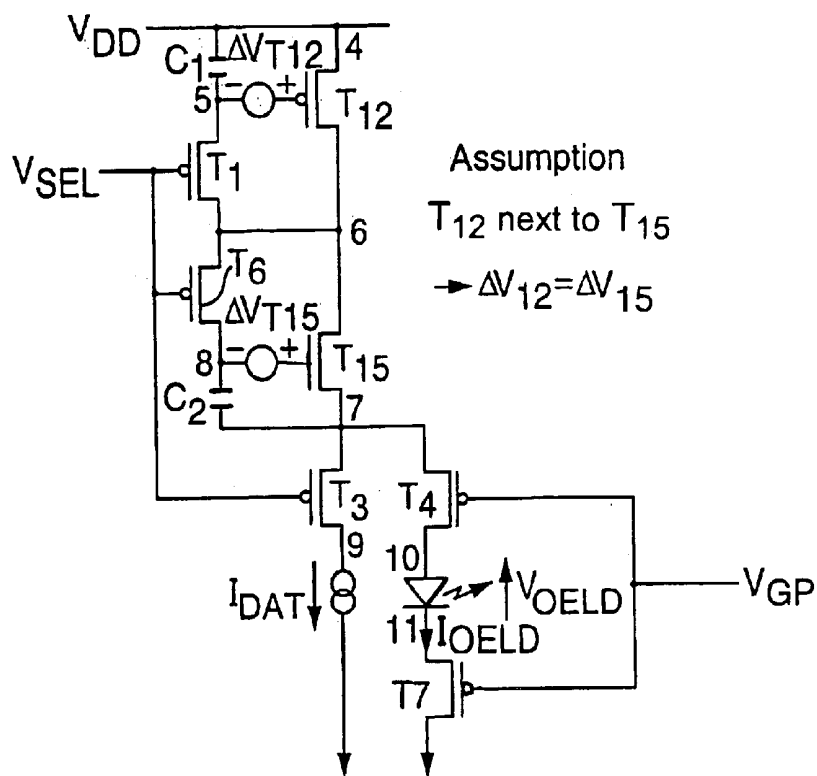 VDD
C1
ΔVT12
4
5
−
+
T12
VSEL
T1
Assumption
T12 next to T15
→ ΔV12=ΔV15
6
T6
ΔVT15
8
−
+
T15
C2
7
T3
T4
9
10
IDAT
VOELD
VGP
11
IOELD
T7